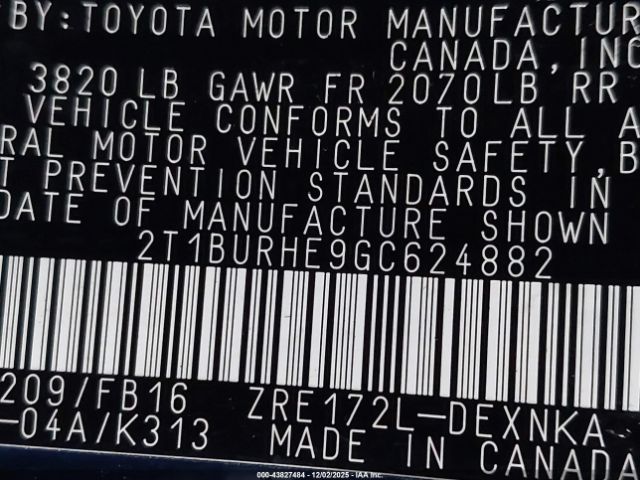 BY:TOYOTA MOTOR MANUFACTUR
CANADA, INC
3820 LB GAWR FR 2070LB, RR
VEHICLE CONFORMS TO ALL A
RAL MOTOR VEHICLE SAFETY, B
T PREVENTION STANDARDS IN
DATE OF MANUFACTURE SHOWN
2T1BURHE9GC624882
209/FB16 ZRE172L-DEXNKA
-04A/K313 MADE IN CANADA
000-43827484 - 12/02/2025 - IAA Inc.